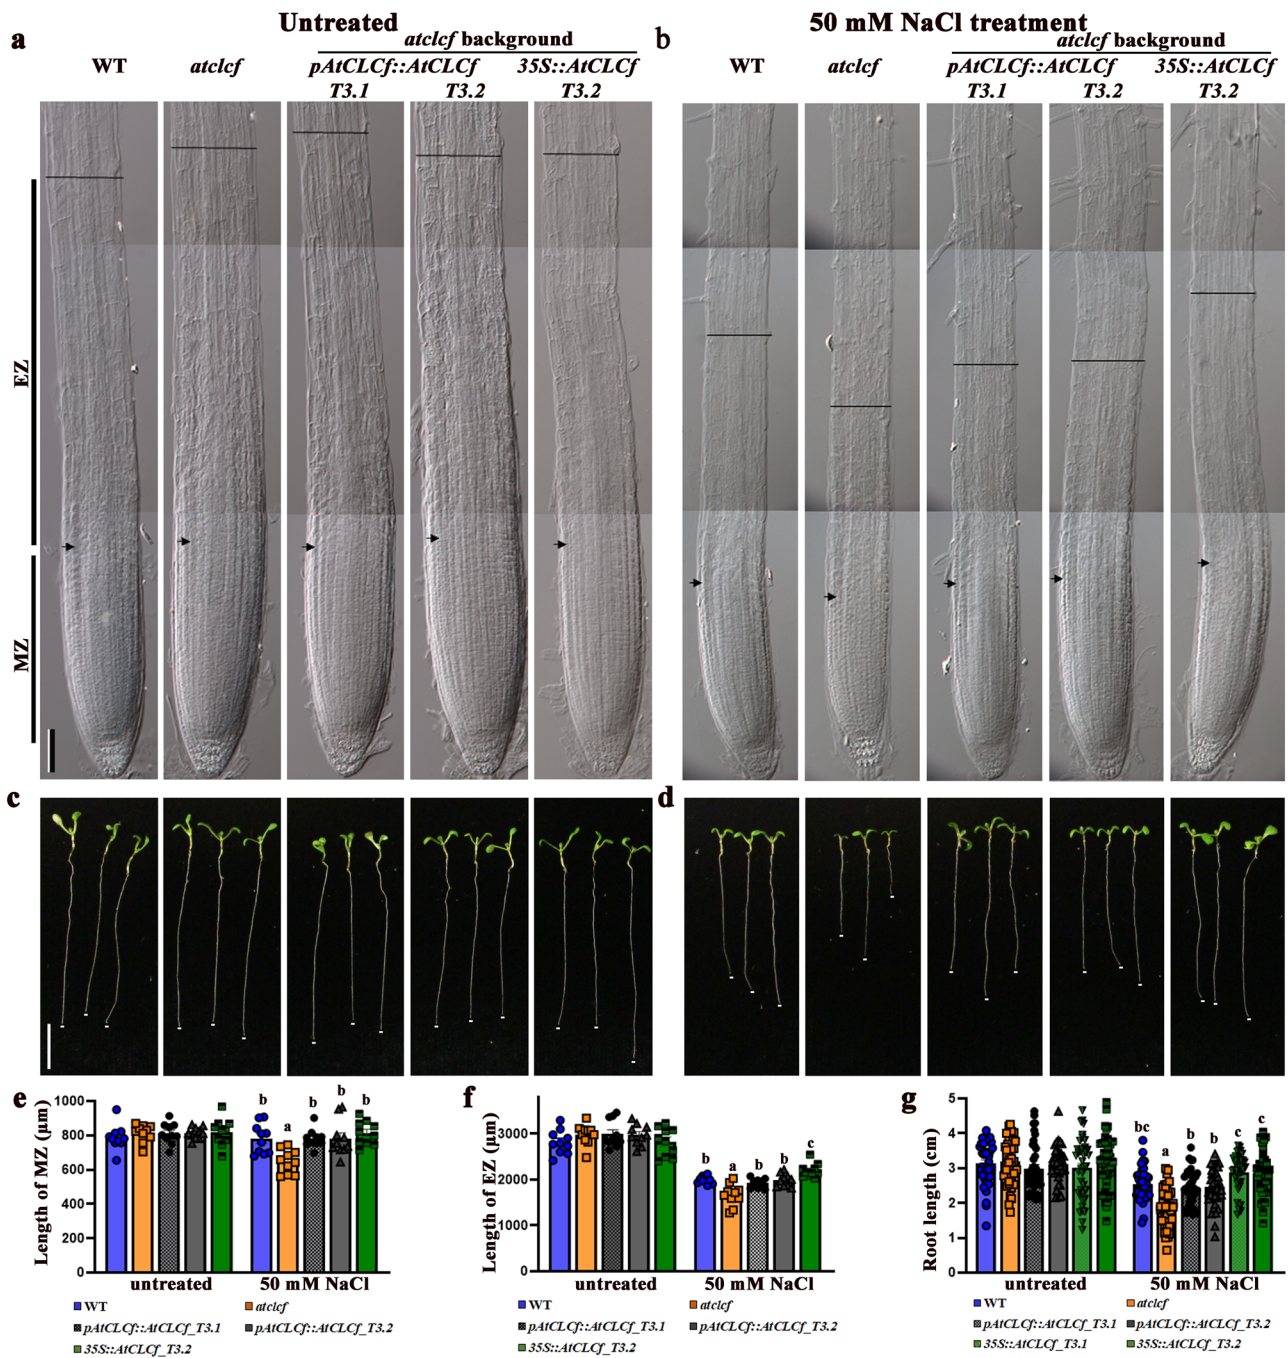 Untreated
50 mM NaCl treatment
a
atclcf background
b
atclcf background
WT
atclcf
pAtCLCf::AtCLCf
35S::AtCLCf
WT
atclcf
pAtCLCf::AtCLCf
35S::AtCLCf
T3.1
T3.2
T3.2
T3.1
T3.2
T3.2
EZ
MZ
c
d
e
Length of MZ (µm)
1000
800
600
400
200
0
b
a
b
b
b
untreated
50 mM NaCl
WT
atclcf
pAtCLCf::AtCLCf_T3.1
pAtCLCf::AtCLCf_T3.2
35S::AtCLCf_T3.2
f
Length of EZ (µm)
3000
2000
1000
0
b
a
b
b
c
untreated
50 mM NaCl
WT
atclcf
pAtCLCf::AtCLCf_T3.1
pAtCLCf::AtCLCf_T3.2
35S::AtCLCf_T3.2
g
Root length (cm)
5
4
3
2
1
0
bc
a
b
b
c
c
untreated
50 mM NaCl
WT
atclcf
pAtCLCf::AtCLCf_T3.1
pAtCLCf::AtCLCf_T3.2
35S::AtCLCf_T3.1
35S::AtCLCf_T3.2